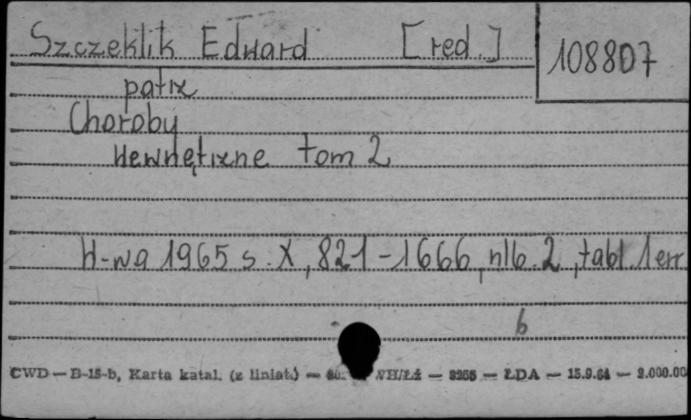 Szczeklik Edward [red.] 108807
patrz
Choroby
wewnętrzne tom 2
W-wa 1965 s. X, 821-1666, nlb. 2, tabl. 1 err
b
CWD — B-15-b, Karta katal. (z liniat.) — — ŁDA — 15.9.64 — 2.000.00